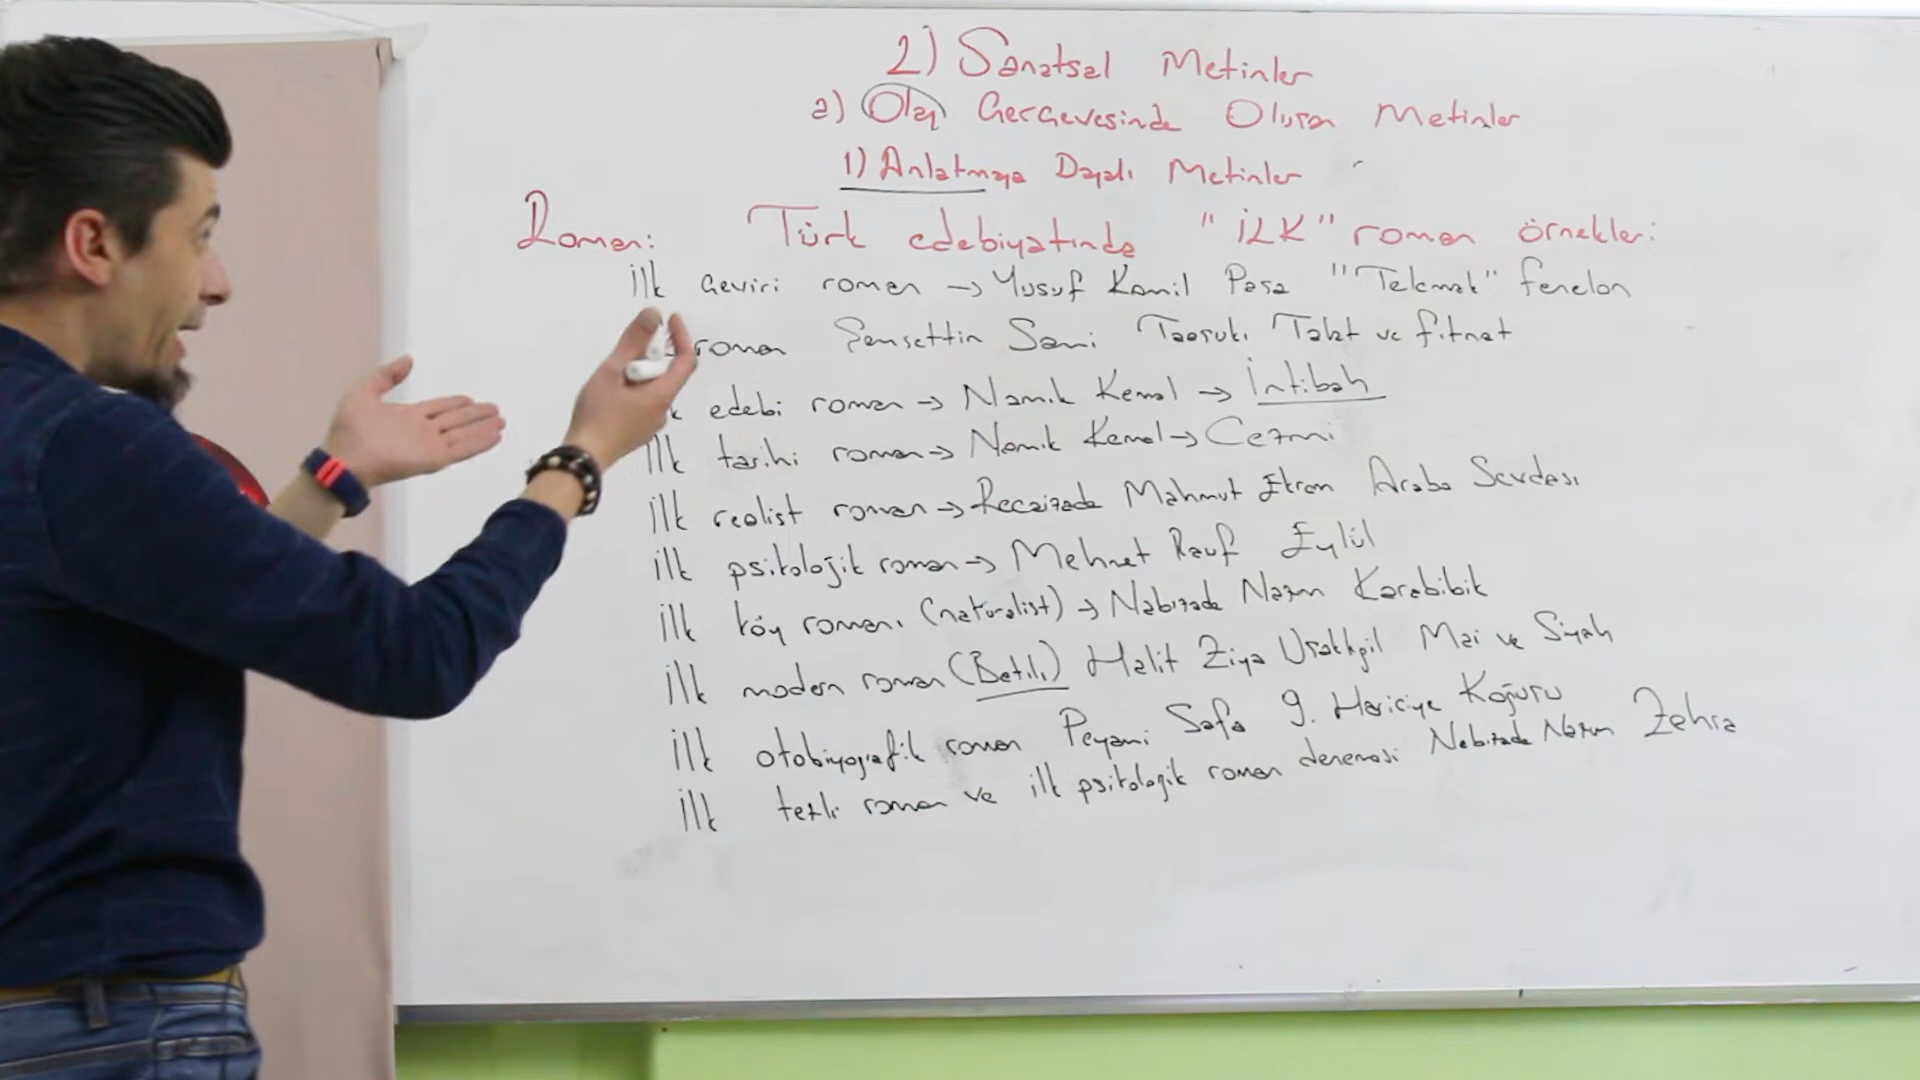 2) Sanatsal Metinler
a) Olay Çerçevesinde Oluşan Metinler
1) Anlatmaya Dayalı Metinler
Roman: Türk edebiyatında "İLK" roman örnekleri:
İlk çeviri roman → Yusuf Kamil Paşa "Telemak" fenelon
roman Şemsettin Sami Taaşuk-ı Talat ve fitnat
edebi roman → Namık Kemal → İntibah
İlk tarihi roman → Namık Kemal → Cezmi
İlk realist roman → Recaizade Mahmut Ekrem Araba Sevdası
İlk psikolojik roman → Mehmet Rauf Eylül
İlk köy romanı (naturalist) → Nabizade Nazım Karabibik
İlk modern roman (Batılı) Halit Ziya Uşaklıgil Mai ve Siyah
İlk otobiyografik roman Peyami Safa 9. Hariciye Koğuşu
İlk tezli roman ve ilk psikolojik roman denemesi Nabizade Nazım Zehra